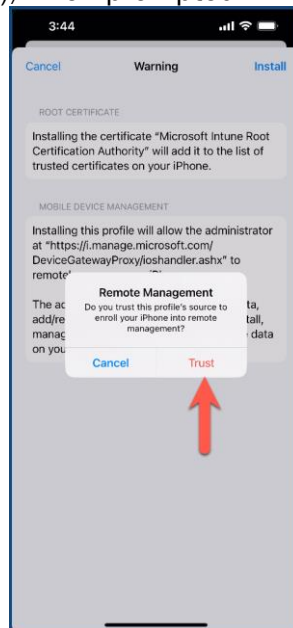 3:44
Cancel Warning Install
ROOT CERTIFICATE
Installing the certificate “Microsoft Intune Root
Certification Authority” will add it to the list of
trusted certificates on your iPhone.
MOBILE DEVICE MANAGEMENT
Installing this profile will allow the administrator
at “https://i.manage.microsoft.com/
DeviceGatewayProxy/ioshandler.ashx” to
Remote Management
Do you trust this profile's source to
enroll your iPhone into remote
management?
Cancel Trust
The
data
on